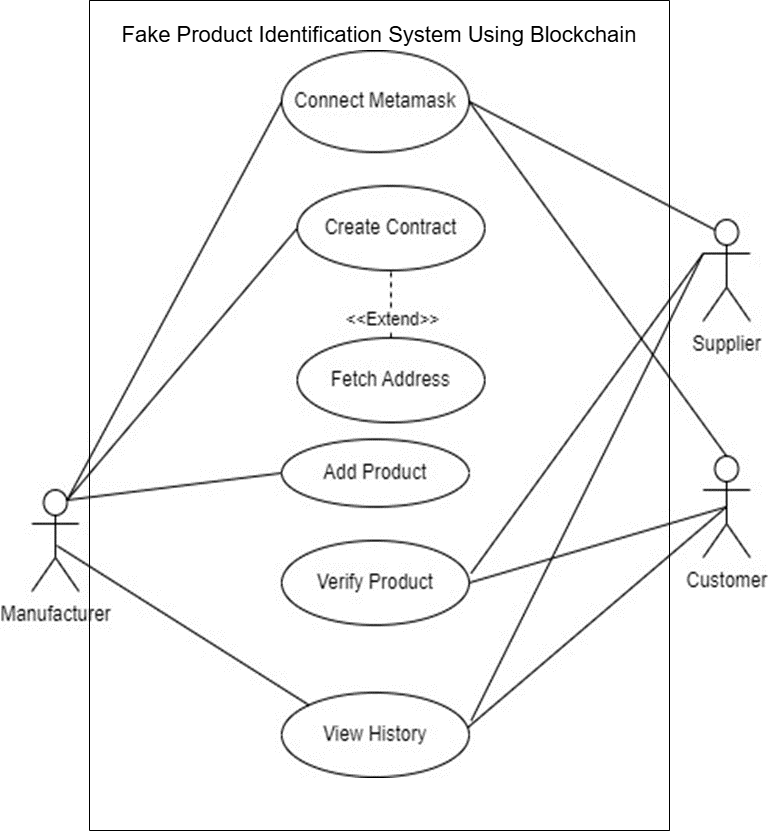 Fake Product Identification System Using Blockchain
Connect Metamask
Create Contract
<<Extend>>
Supplier
Fetch Address
Add Product
Verify Product
Customer
Manufacturer
View History